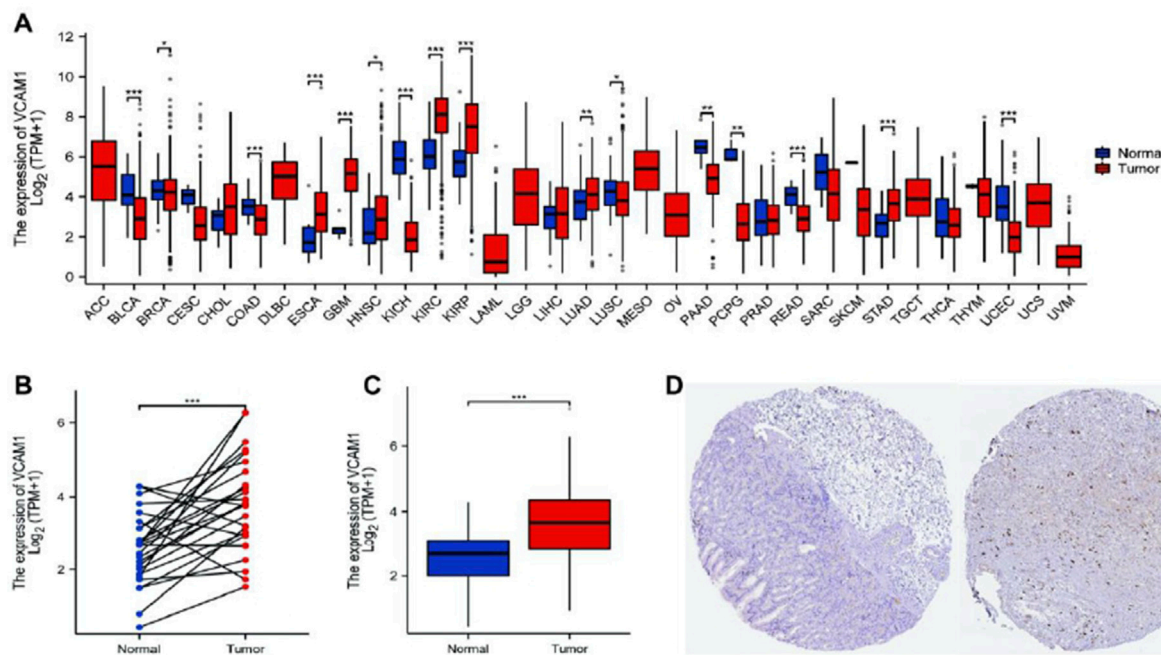 A
The expression of VCAM1
Log2 (TPM+1)
12
10
8
6
4
2
0
* *** *** *** *** * *** *** *** ** * ** ** *** *** ***
Normal
Tumor
ACC BLCA BRCA CESC CHOL COAD DLBC ESCA GBM HNSC KICH KIRC KIRP LAML LGG LIHC LUAD LUSC MESO OV PAAD PCPG PRAD READ SARC SKCM STAD TGCT THCA THYM UCEC UCS UVM
B
The expression of VCAM1
Log2 (TPM+1)
6
4
2
***
Normal Tumor
C
The expression of VCAM1
Log2 (TPM+1)
6
4
2
***
Normal Tumor
D